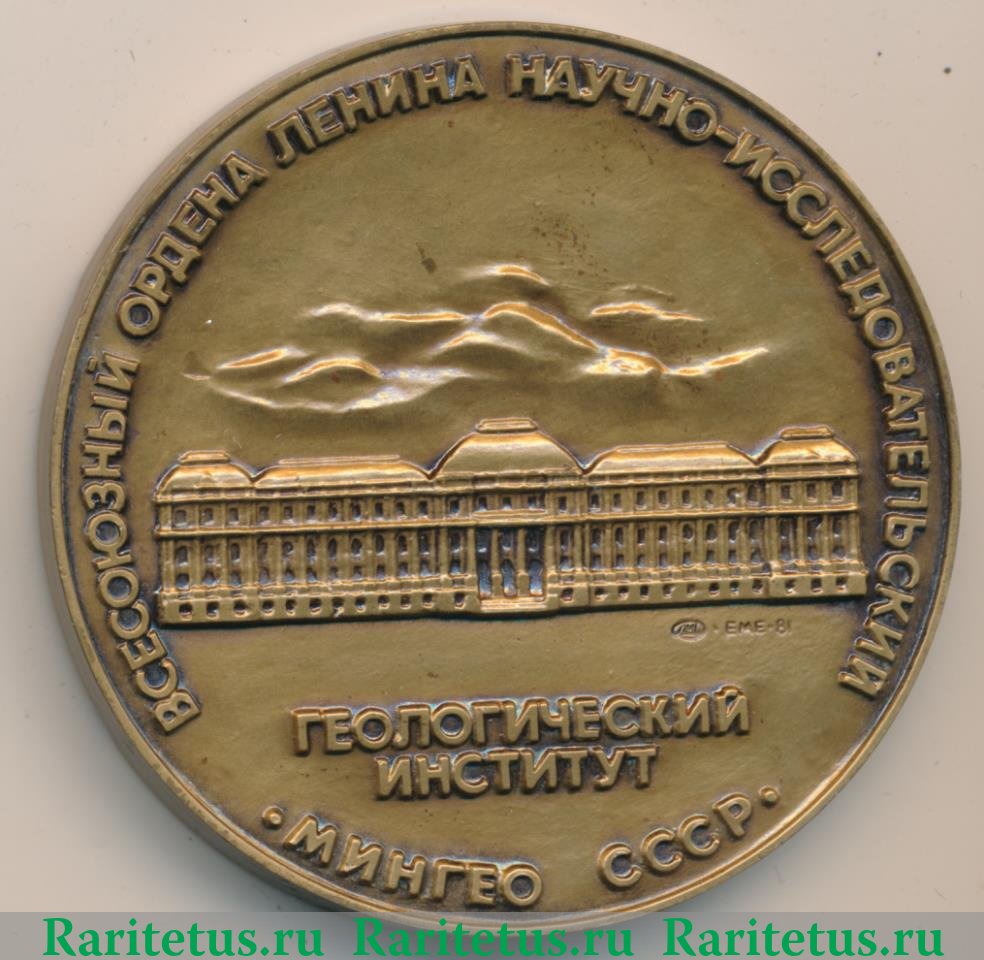 ВСЕСОЮЗНЫЙ ОРДЕНА ЛЕНИНА НАУЧНО-ИССЛЕДОВАТЕЛЬСКИЙ
ЕМЕ-81
ГЕОЛОГИЧЕСКИЙ
ИНСТИТУТ
· МИНГЕО СССР ·
Raritetus.ru Raritetus.ru Raritetus.ru